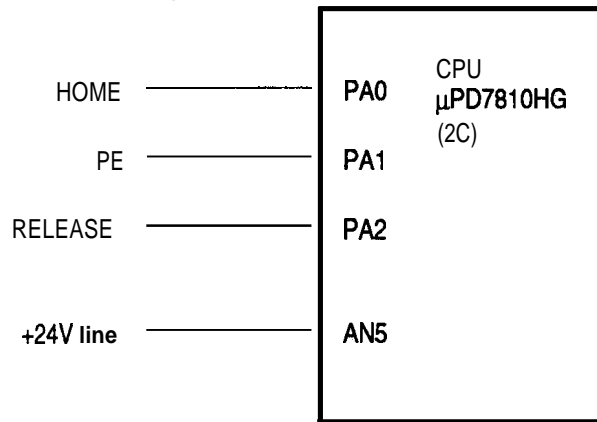 CPU
HOME PA0 µPD7810HG
(2C)
PE PA1
RELEASE PA2
+24V line AN5